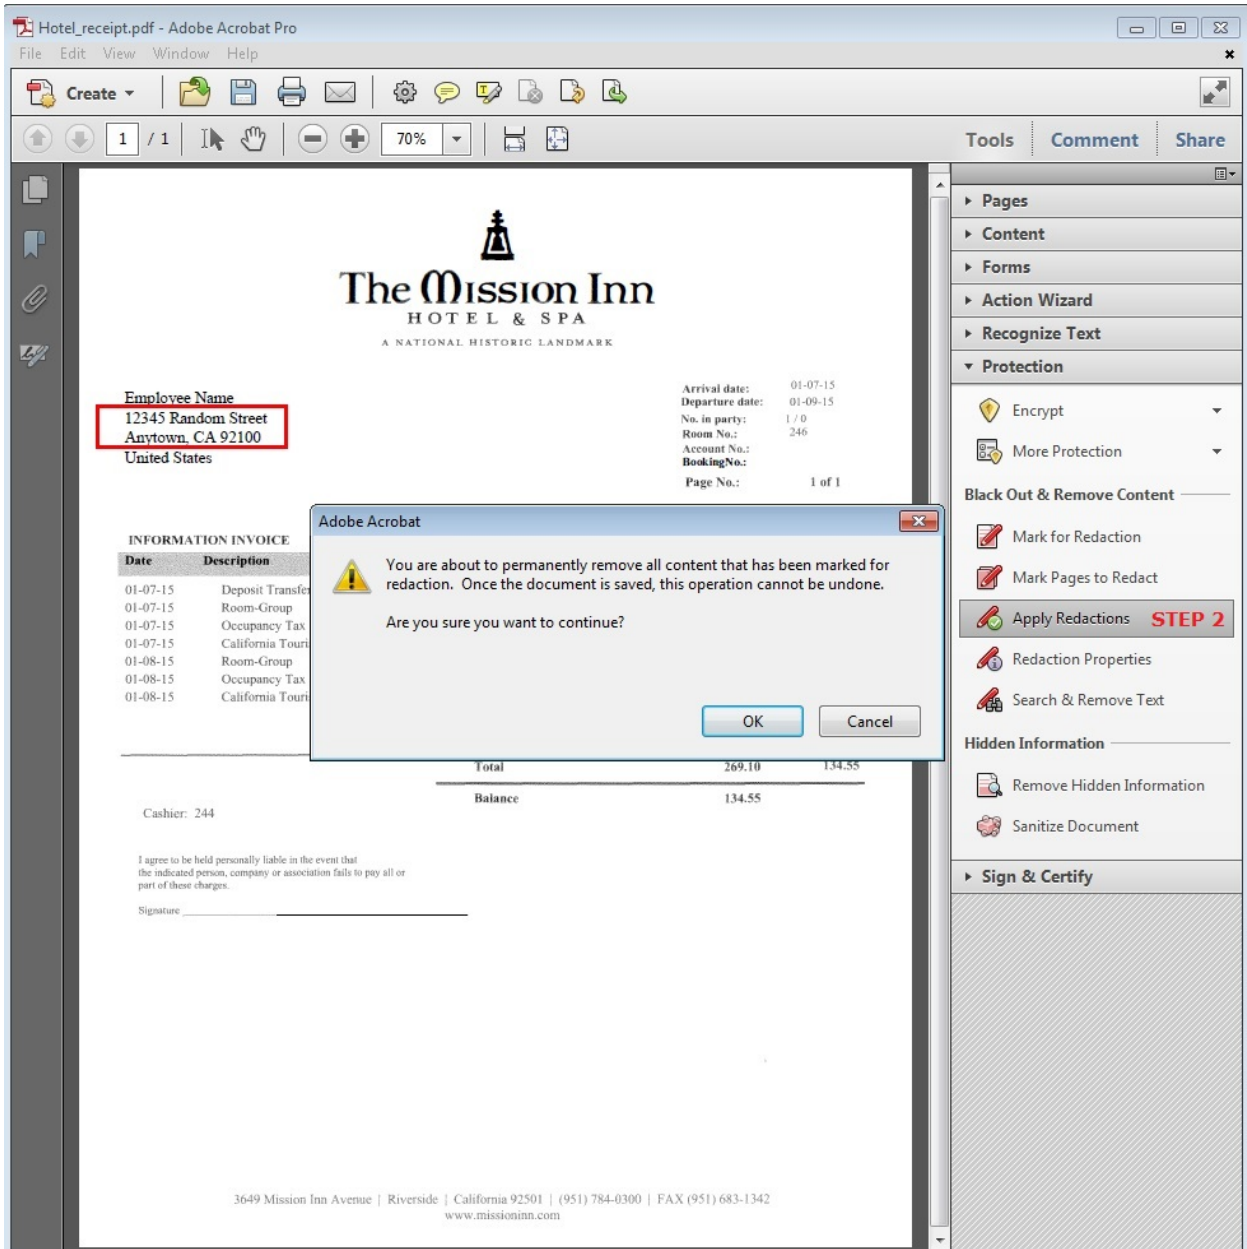 Hotel_receipt.pdf - Adobe Acrobat Pro
File Edit View Window Help
Create
1 / 1 70% Tools Comment Share
Pages
Content
Forms
Action Wizard
Recognize Text
Protection
Encrypt
More Protection
Black Out & Remove Content
Mark for Redaction
Mark Pages to Redact
Apply Redactions STEP 2
Redaction Properties
Search & Remove Text
Hidden Information
Remove Hidden Information
Sanitize Document
Sign & Certify
The Mission Inn
HOTEL & SPA
A NATIONAL HISTORIC LANDMARK
Employee Name
12345 Random Street
Anytown, CA 92100
United States
Arrival date: 01-07-15
Departure date: 01-09-15
No. in party: 1 / 0
Room No.: 246
Account No.:
BookingNo.:
Page No.: 1 of 1
INFORMATION INVOICE
Date Description
01-07-15 Deposit Transfer
01-07-15 Room-Group
01-07-15 Occupancy Tax
01-07-15 California Touri
01-08-15 Room-Group
01-08-15 Occupancy Tax
01-08-15 California Touri
Adobe Acrobat
You are about to permanently remove all content that has been marked for
redaction. Once the document is saved, this operation cannot be undone.
Are you sure you want to continue?
OK Cancel
Total 269.10 134.55
Balance 134.55
Cashier: 244
I agree to be held personally liable in the event that
the indicated person, company or association fails to pay all or
part of these charges.
Signature
3649 Mission Inn Avenue | Riverside | California 92501 | (951) 784-0300 | FAX (951) 683-1342
www.missioninn.com